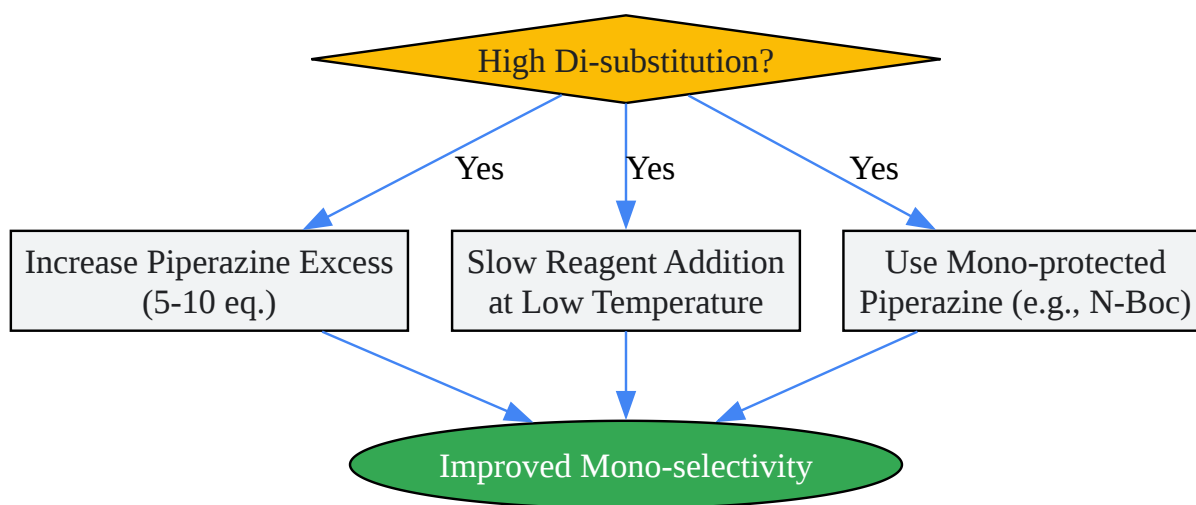 High Di-substitution?
Yes
Yes
Yes
Increase Piperazine Excess
(5-10 eq.)
Slow Reagent Addition
at Low Temperature
Use Mono-protected
Piperazine (e.g., N-Boc)
Improved Mono-selectivity